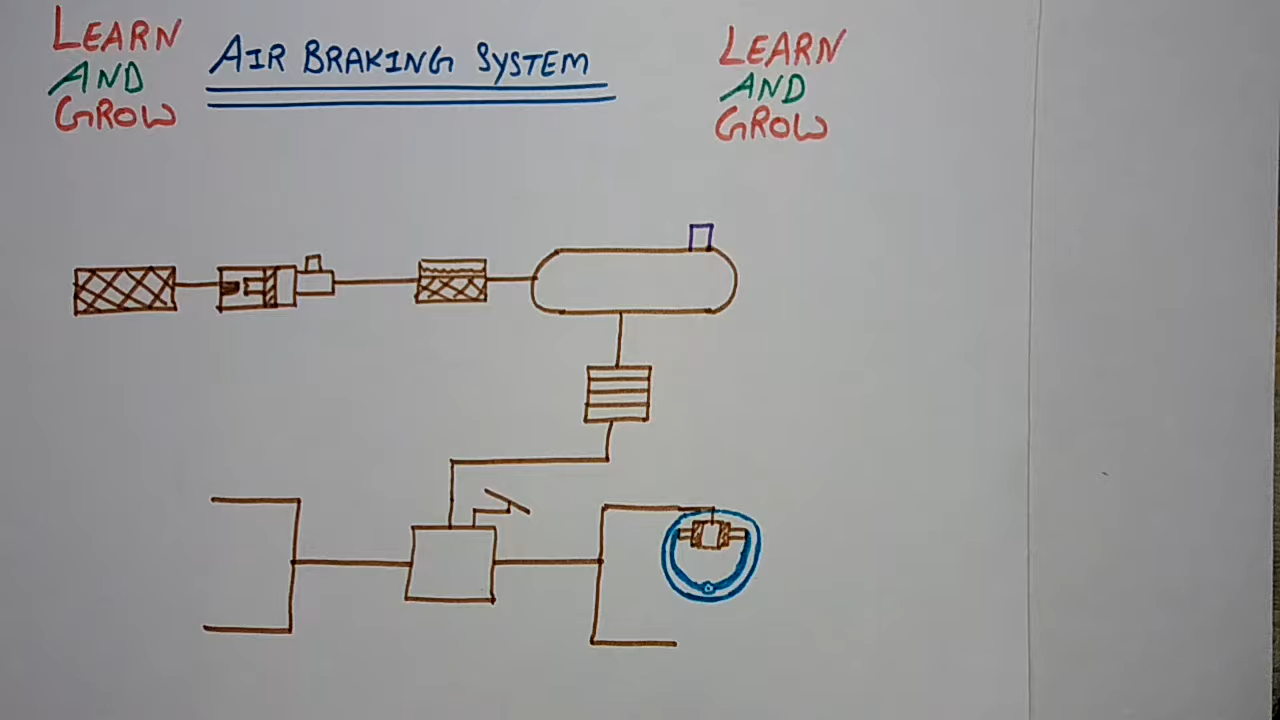 LEARN
AND
GROW
AIR BRAKING SYSTEM
LEARN
AND
GROW